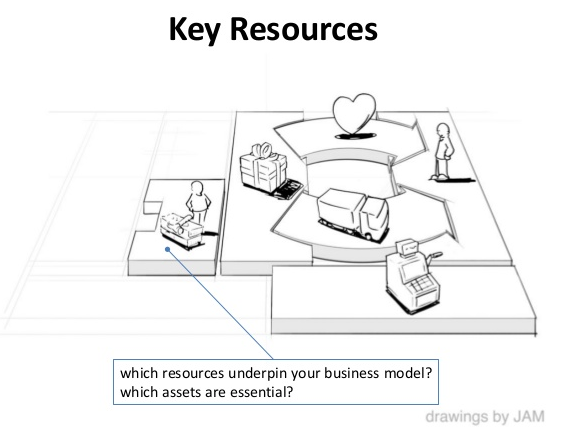 Key Resources
which resources underpin your business model?
which assets are essential?
drawings by JAM